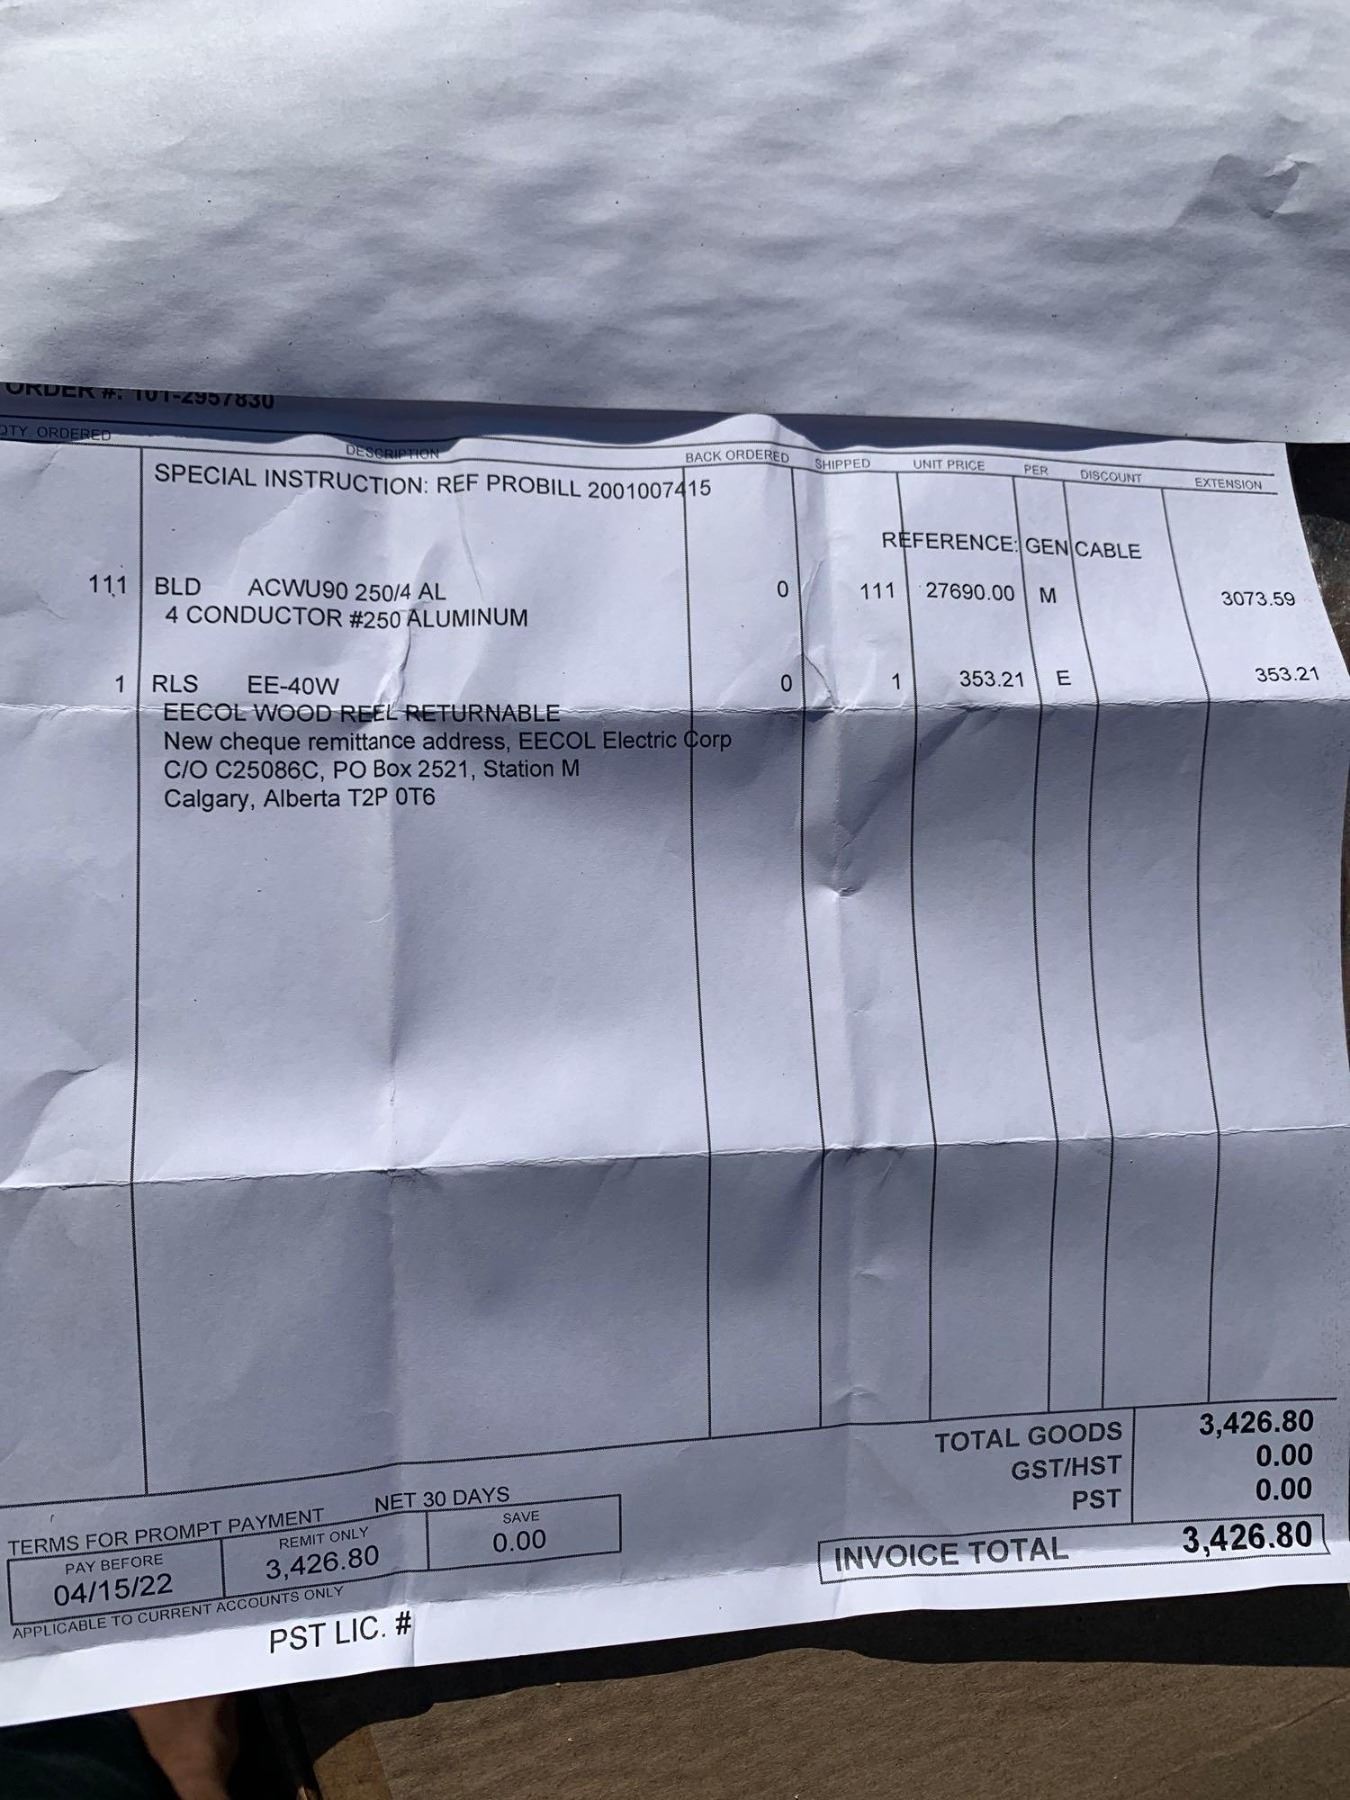 ORDER #: 101-2957830
QTY. ORDERED DESCRIPTION BACK ORDERED SHIPPED UNIT PRICE PER DISCOUNT EXTENSION
SPECIAL INSTRUCTION: REF PROBILL 2001007415
REFERENCE: GEN CABLE
111 BLD ACWU90 250/4 AL 0 111 27690.00 M 3073.59
4 CONDUCTOR #250 ALUMINUM
1 RLS EE-40W 0 1 353.21 E 353.21
EECOL WOOD REEL RETURNABLE
New cheque remittance address, EECOL Electric Corp
C/O C25086C, PO Box 2521, Station M
Calgary, Alberta T2P 0T6
TOTAL GOODS 3,426.80
GST/HST 0.00
PST 0.00
INVOICE TOTAL 3,426.80
TERMS FOR PROMPT PAYMENT NET 30 DAYS
PAY BEFORE REMIT ONLY SAVE
04/15/22 3,426.80 0.00
APPLICABLE TO CURRENT ACCOUNTS ONLY
PST LIC. #